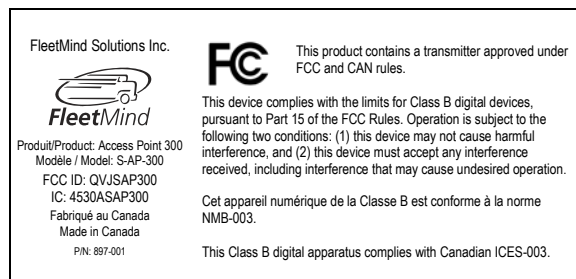 FleetMind Solutions Inc.
FleetMind
Produit/Product: Access Point 300
Modèle / Model: S-AP-300
FCC ID: QVJSAP300
IC: 4530ASAP300
Fabriqué au Canada
Made in Canada
P/N: 897-001
FC
This product contains a transmitter approved under
FCC and CAN rules.
This device complies with the limits for Class B digital devices,
pursuant to Part 15 of the FCC Rules. Operation is subject to the
following two conditions: (1) this device may not cause harmful
interference, and (2) this device must accept any interference
received, including interference that may cause undesired operation.
Cet appareil numérique de la Classe B est conforme à la norme
NMB-003.
This Class B digital apparatus complies with Canadian ICES-003.